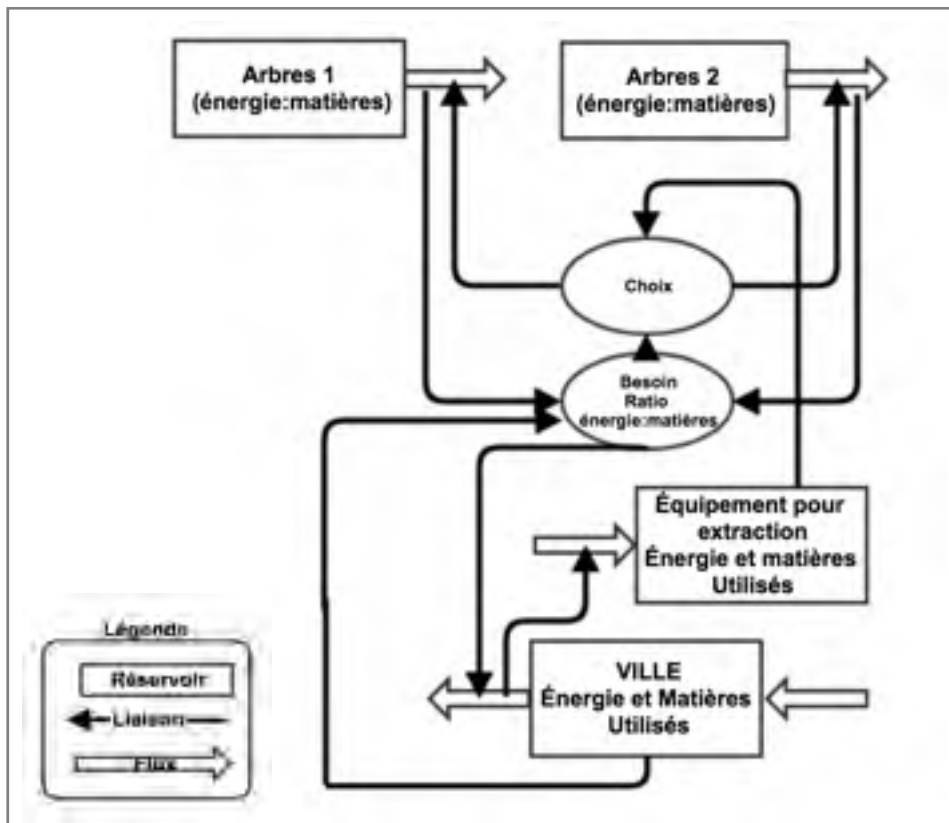 Arbres 1
(énergie:matières)
Arbres 2
(énergie:matières)
Choix
Besoin
Ratio
énergie:matières
Équipement pour
extraction
Énergie et matières
Utilisés
VILLE
Énergie et Matières
Utilisés
Légende
Réservoir
Liaison
Flux